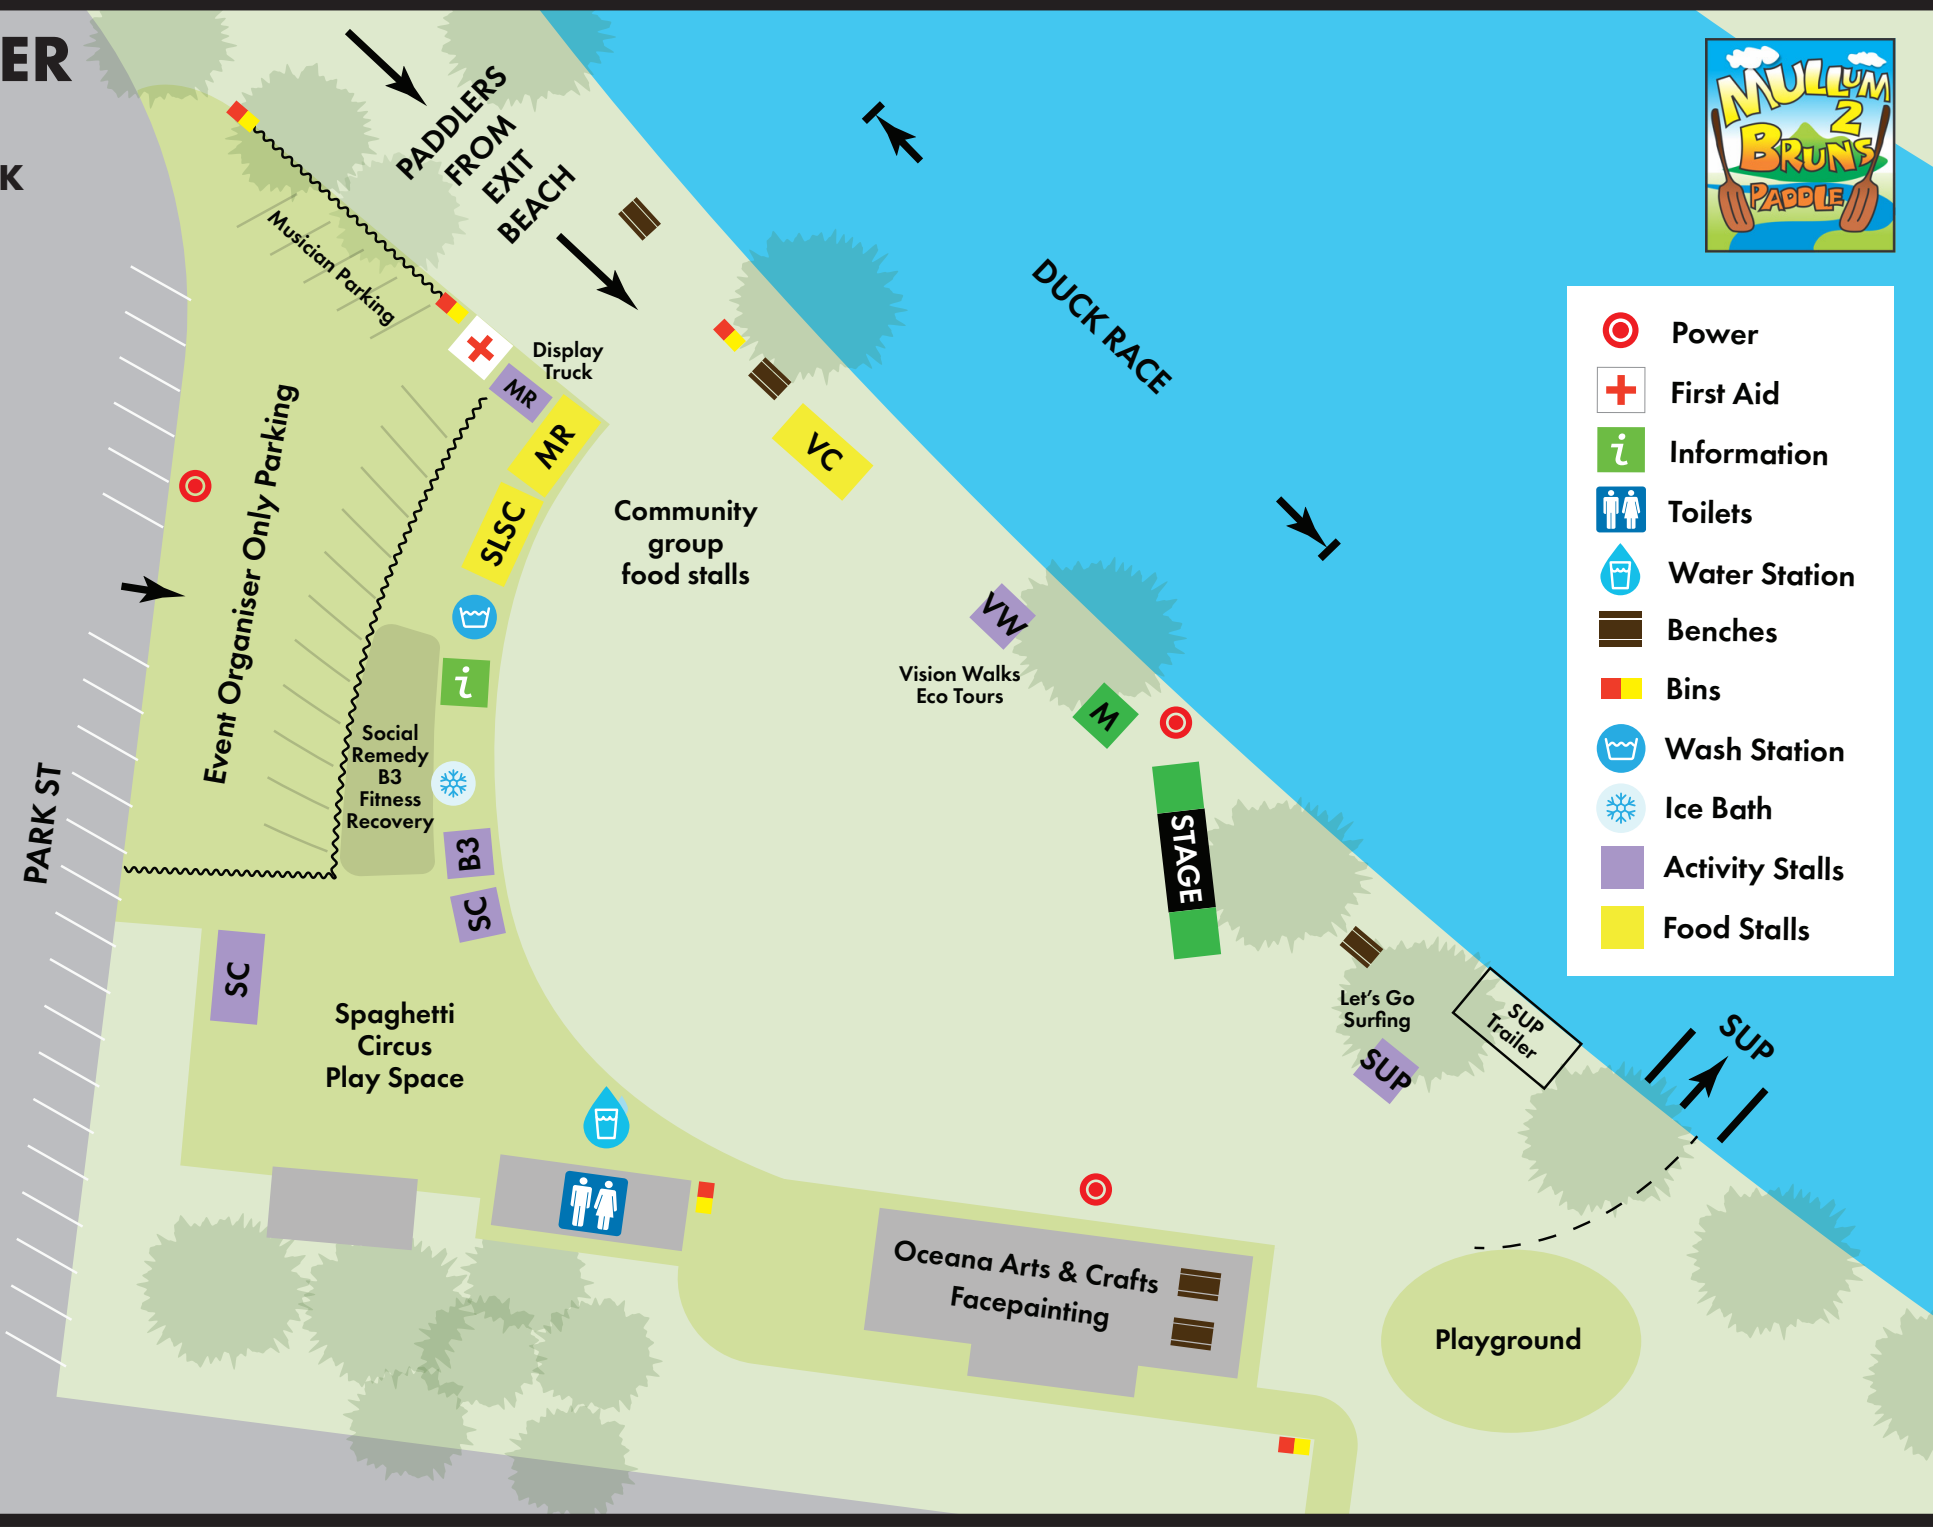 ER
K
PADDLERS
FROM
EXIT
BEACH
Musician Parking
Display
Truck
MR
MR
SLSC
VC
Community
group
food stalls
DUCK RACE
MULLUM
2
BRUNS
PADDLE
Power
First Aid
i Information
Toilets
Water Station
Benches
Bins
Wash Station
Ice Bath
Activity Stalls
Food Stalls
Event Organiser Only Parking
PARK ST
i
Social
Remedy
B3
Fitness
Recovery
B3
SC
SC
Spaghetti
Circus
Play Space
VW
Vision Walks
Eco Tours
M
STAGE
Let's Go
Surfing
SUP
SUP
Trailer
SUP
Oceana Arts & Crafts
Facepainting
Playground